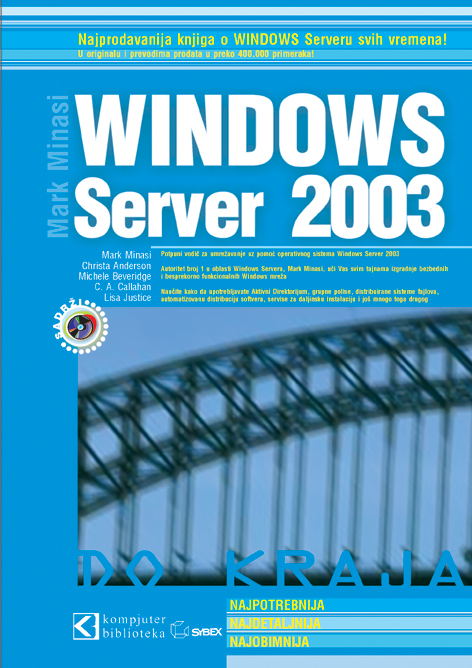 Najprodavanija knjiga o WINDOWS Serveru svih vremena!
U originalu i prevodima prodata u preko 400.000 primeraka!
Mark Minasi
WINDOWS
Server 2003
Mark Minasi
Christa Anderson
Michele Beveridge
C. A. Callahan
Lisa Justice
Potpuni vodič za umrežavanje uz pomoć operativnog sistema Windows Server 2003
Autoritet broj 1 u oblasti Windows Servera, Mark Minasi, uči Vas svim tajnama izgradnje bezbednih
i besprekorno funkcionalnih Windows mreža
Naučite kako da upotrebljavate Aktivni Direktorijum, grupne polise, distribuirane sisteme fajlova,
automatizovanu distribuciju softvera, servise za daljinsku instalaciju i još mnogo toga drugog
SADRŽI
DO KRAJA
kompjuter
biblioteka
SYBEX
NAJPOTREBNIJA
NAJDETALJNIJA
NAJOBIMNIJA